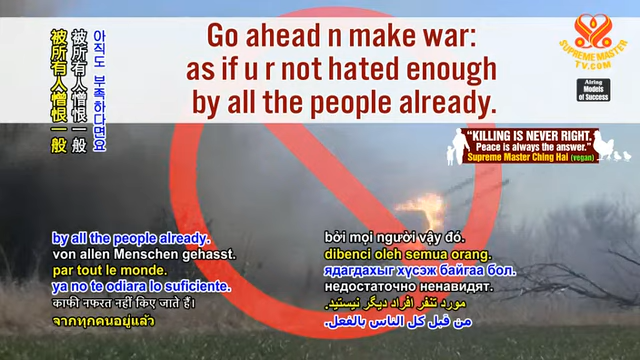 Go ahead n make war:
as if u r not hated enough
by all the people already.
아직도 부족하다면요
被所有人憎恨一般
被所有人憎恨一般
SUPREME MASTER
TV.COM
Airing
Models
of Success
“KILLING IS NEVER RIGHT.
Peace is always the answer.”
Supreme Master Ching Hai (vegan)
by all the people already.
von allen Menschen gehasst.
par tout le monde.
ya no te odiara lo suficiente.
काफी नफरत नहीं किए जाते हैं।
จากทุกคนอยู่แล้ว
bởi mọi người vậy đó.
dibenci oleh semua orang.
ядагдахыг хүсэж байгаа бол.
недостаточно ненавидят.
مورد تنفر افراد دیگر نیستید.
من قبل كل الناس بالفعل.